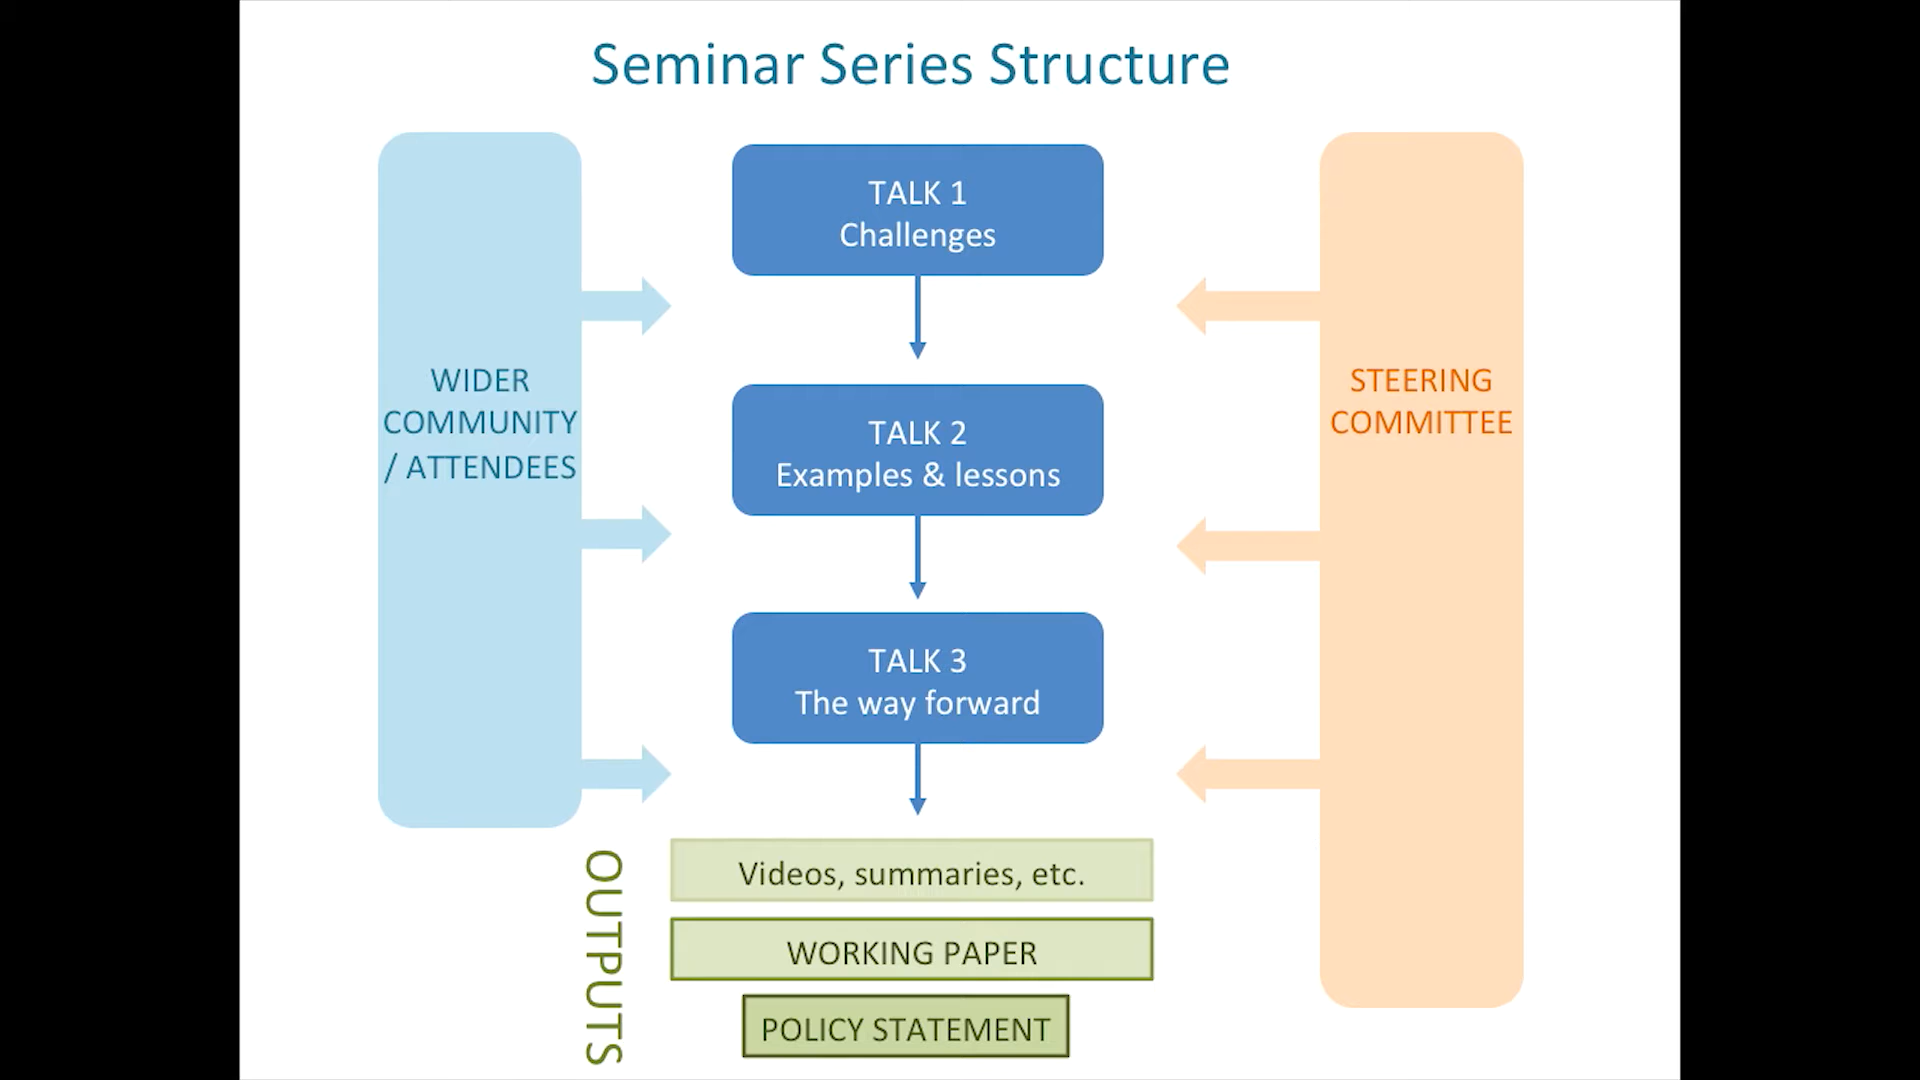 Seminar Series Structure
TALK 1
Challenges
WIDER
COMMUNITY
/ ATTENDEES
STEERING
COMMITTEE
TALK 2
Examples & lessons
TALK 3
The way forward
OUTPUTS
Videos, summaries, etc.
WORKING PAPER
POLICY STATEMENT